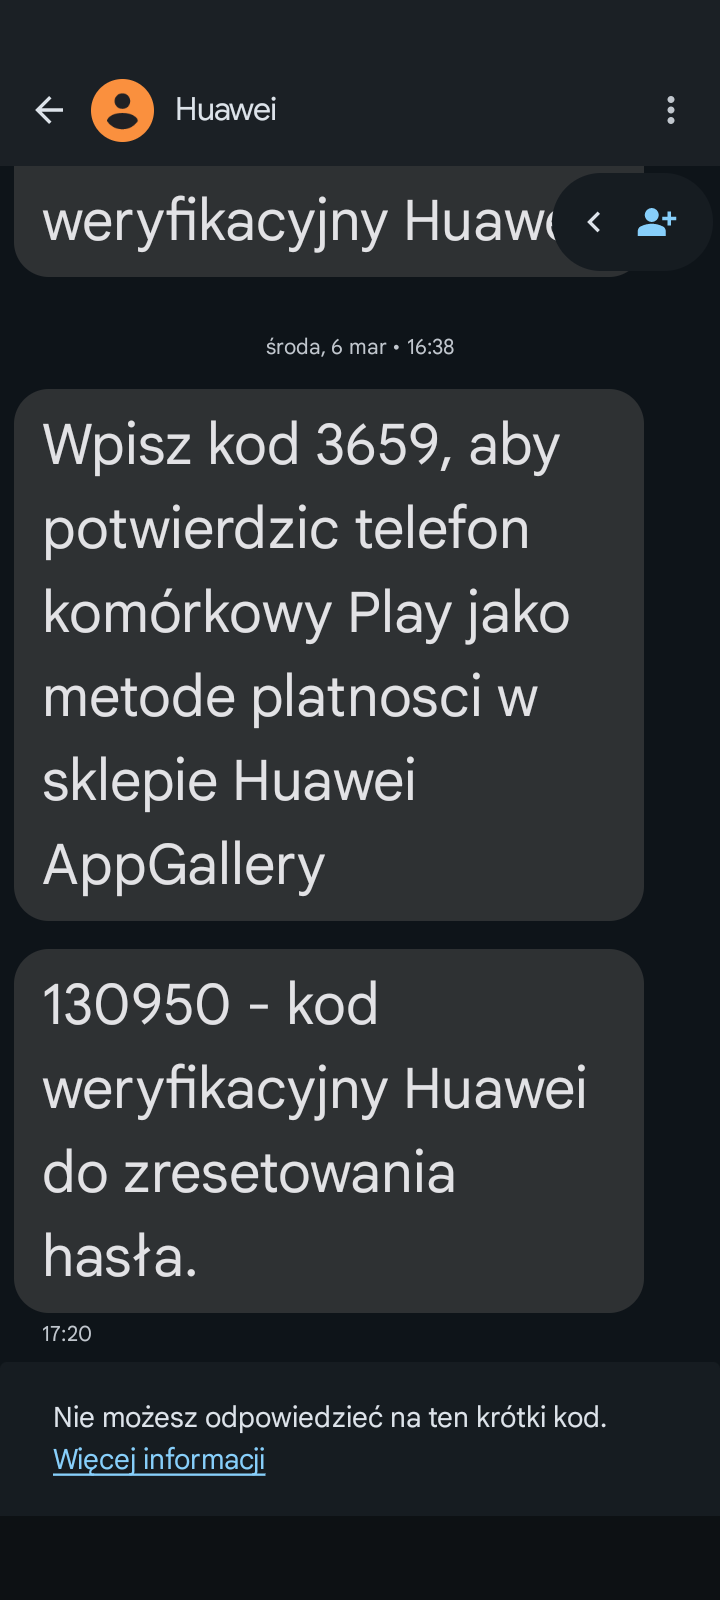 Huawei
weryfikacyjny
środa, 6 mar • 16:38
Wpisz kod 3659, aby
potwierdzic telefon
komórkowy Play jako
metode platnosci w
sklepie Huawei
AppGallery
130950 - kod
weryfikacyjny Huawei
do zresetowania
hasła.
17:20
Nie możesz odpowiedzieć na ten krótki kod.
Więcej informacji